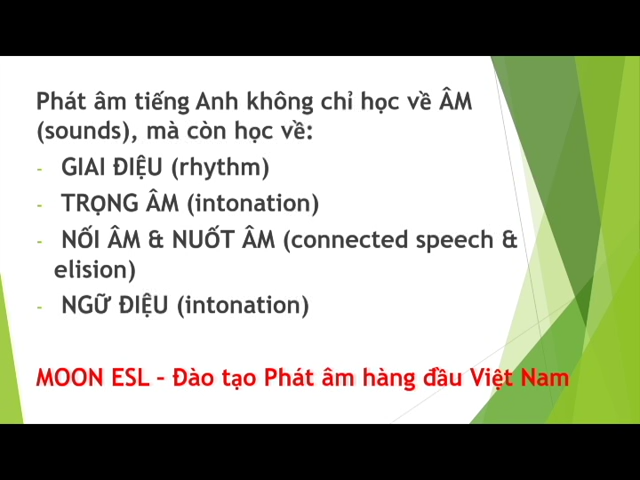 Phát âm tiếng Anh không chỉ học về ÂM
(sounds), mà còn học về:
- GIAI ĐIỆU (rhythm)
- TRỌNG ÂM (intonation)
- NỐI ÂM & NUỐT ÂM (connected speech &
elision)
- NGỮ ĐIỆU (intonation)
MOON ESL – Đào tạo Phát âm hàng đầu Việt Nam